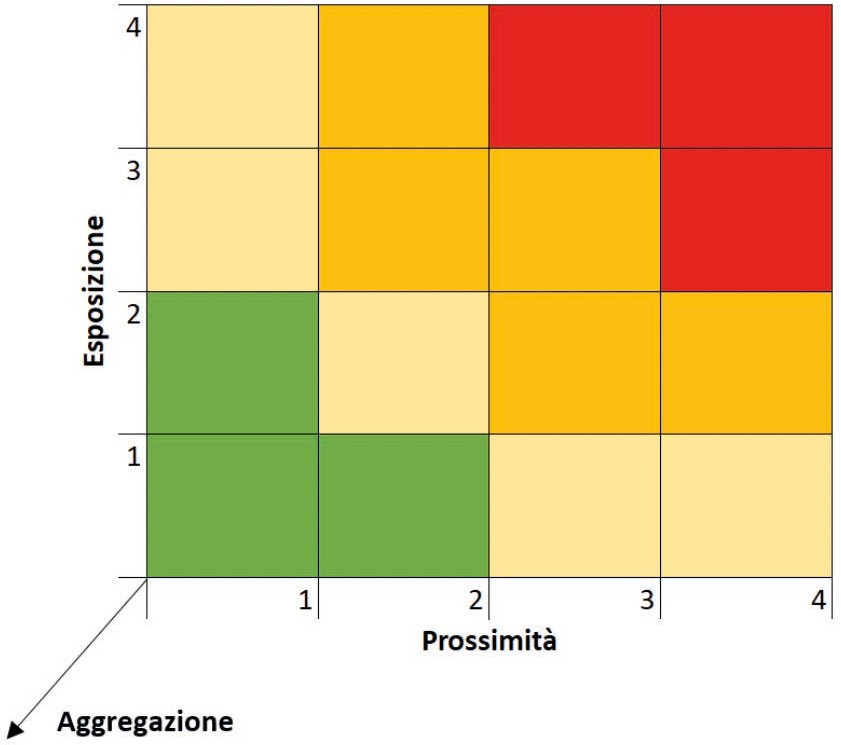 4
3
Esposizione
2
1
1 2 3 4
Prossimità
Aggregazione